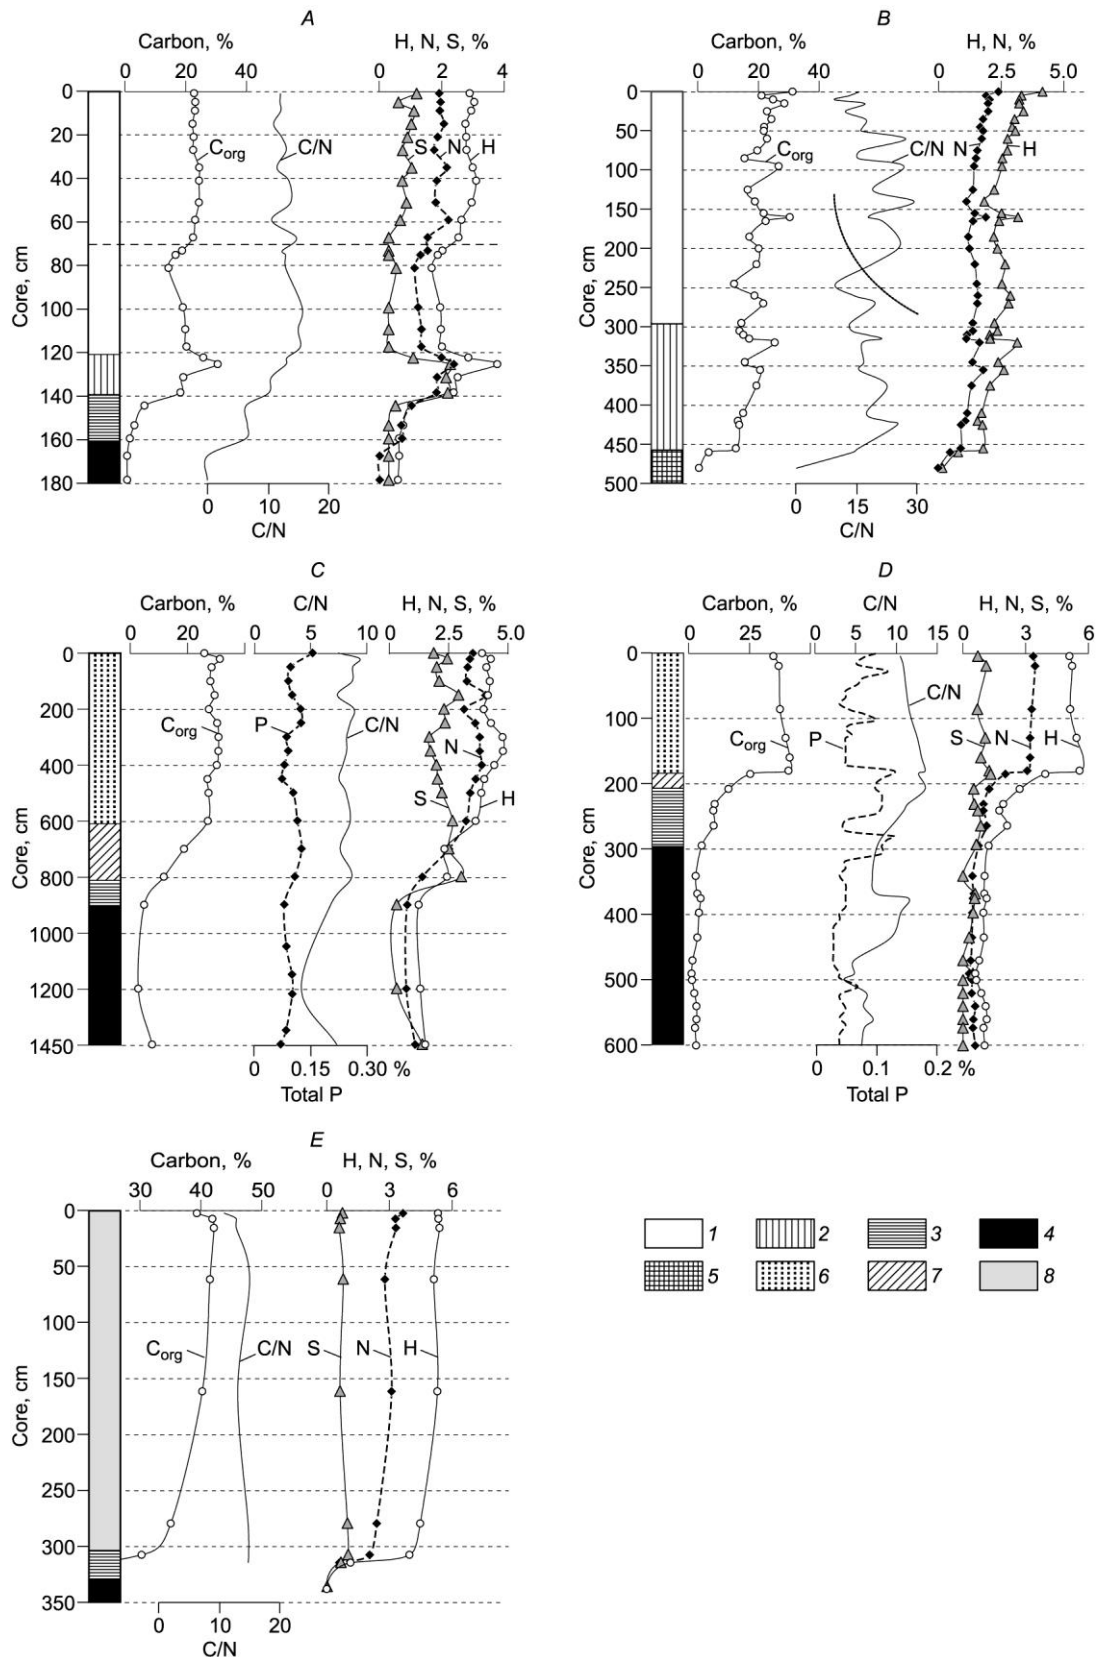 A
Carbon, %
H, N, S, %
0 20 40
0 2 4
Core, cm
0
20
40
60
80
100
120
140
160
180
Corg
C/N
S
N
H
0 10 20
C/N
B
Carbon, %
H, N, %
0 20 40
0 2.5 5.0
Core, cm
0
50
100
150
200
250
300
350
400
450
500
Corg
C/N
N
H
0 15 30
C/N
C
Carbon, %
C/N
H, N, S, %
0 20
0 5 10
0 2.5 5.0
Core, cm
0
200
400
600
800
1000
1200
1450
Corg
P
C/N
N
S
H
0 0.15 0.30 %
Total P
D
Carbon, %
C/N
H, N, S, %
0 25
0 5 10 15
0 3 6
Core, cm
0
100
200
300
400
500
600
Corg
P
C/N
S
N
H
0 0.1 0.2 %
Total P
E
Carbon, %
H, N, S, %
30 40 50
0 3 6
Core, cm
0
50
100
150
200
250
300
350
Corg
C/N
S
N
H
0 10 20
C/N
1 2 3 4
5 6 7 8